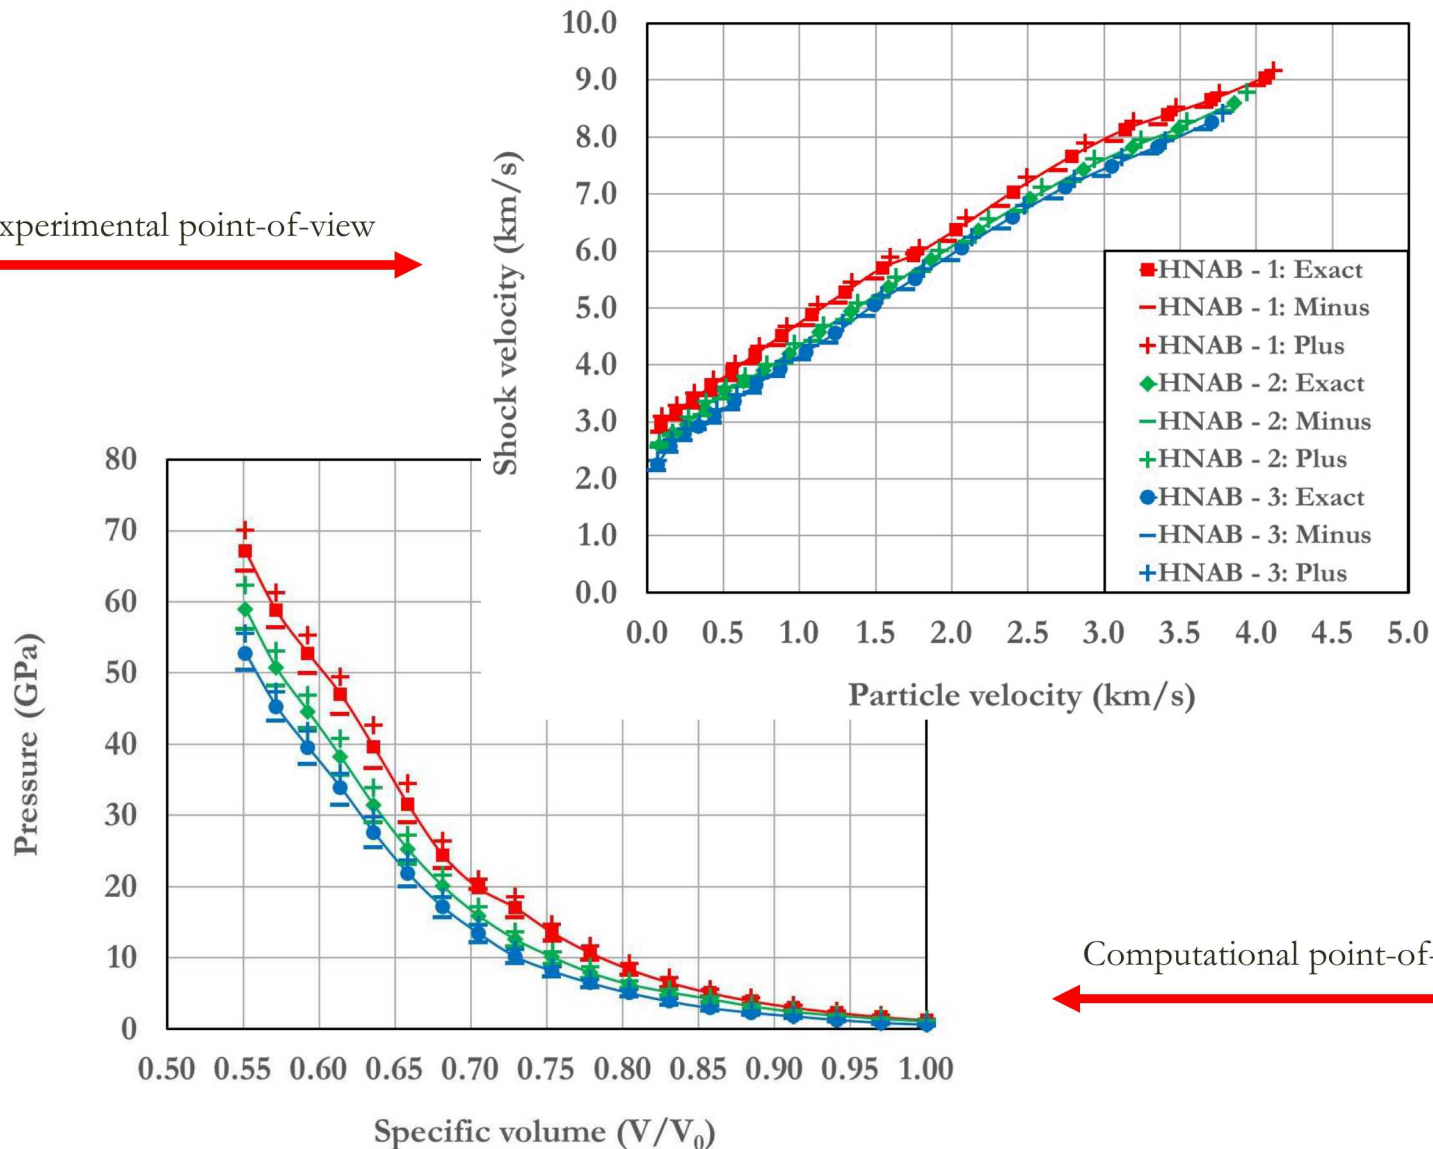 xperimental point-of-view
Shock velocity (km/s)
10.0
9.0
8.0
7.0
6.0
5.0
4.0
3.0
2.0
1.0
0.0
HNAB - 1: Exact
HNAB - 1: Minus
HNAB - 1: Plus
HNAB - 2: Exact
HNAB - 2: Minus
HNAB - 2: Plus
HNAB - 3: Exact
HNAB - 3: Minus
HNAB - 3: Plus
0.0 0.5 1.0 1.5 2.0 2.5 3.0 3.5 4.0 4.5 5.0
Particle velocity (km/s)
Pressure (GPa)
80
70
60
50
40
30
20
10
0
0.50 0.55 0.60 0.65 0.70 0.75 0.80 0.85 0.90 0.95 1.00
Specific volume (V/V₀)
Computational point-of-